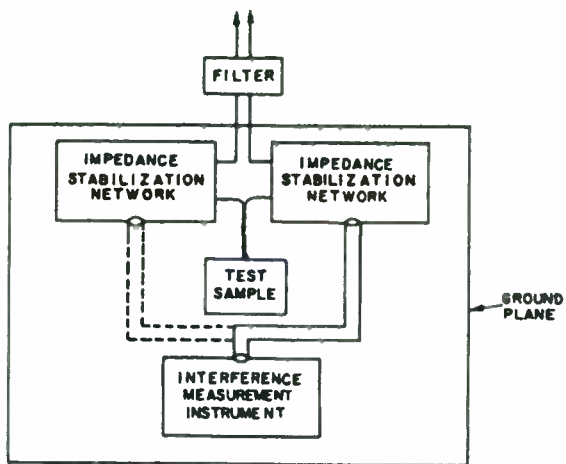 FILTER
IMPEDANCE
STABILIZATION
NETWORK
IMPEDANCE
STABILIZATION
NETWORK
TEST
SAMPLE
GROUND
PLANE
INTERFERENCE
MEASUREMENT
INSTRUMENT